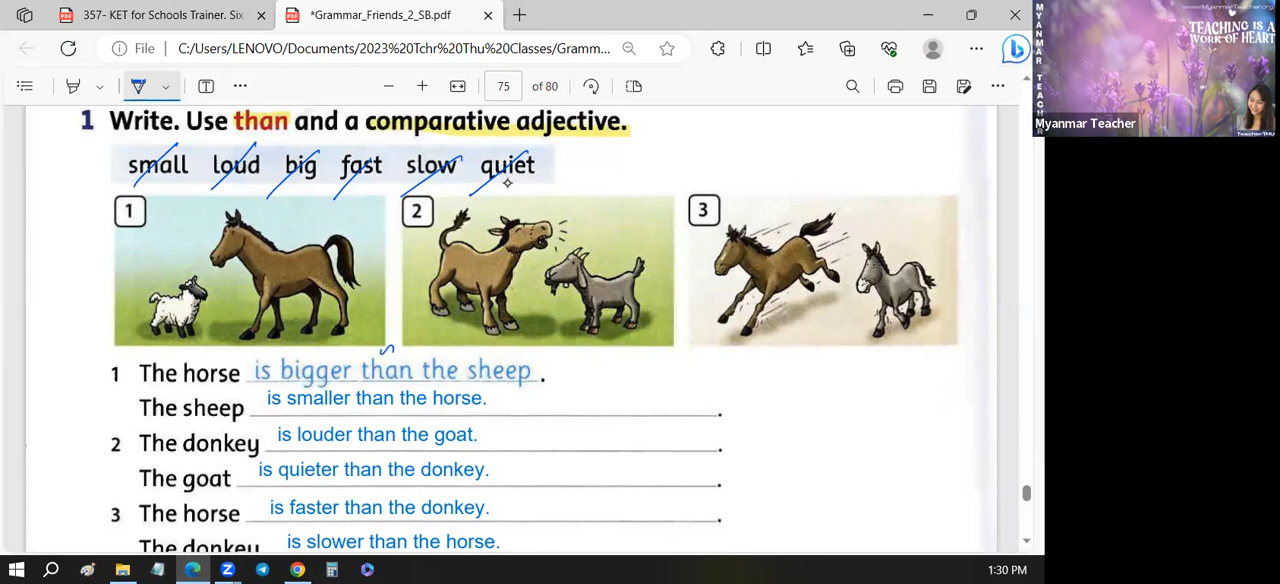 357- KET for Schools Trainer. Six
*Grammar_Friends_2_SB.pdf
File
C:/Users/LENOVO/Documents/2023%20Tchr%20Thu%20Classes/Gramm...
75 of 80
MYANMAR TEACHER
www.MyanmarTeacher.org
TEACHING IS A
WORK OF HEART
Myanmar Teacher
1 Write. Use than and a comparative adjective.
small loud big fast slow quiet
1
2
3
1 The horse is bigger than the sheep .
The sheep is smaller than the horse. .
2 The donkey is louder than the goat. .
The goat is quieter than the donkey. .
3 The horse is faster than the donkey. .
The donkey is slower than the horse.
1:30 PM